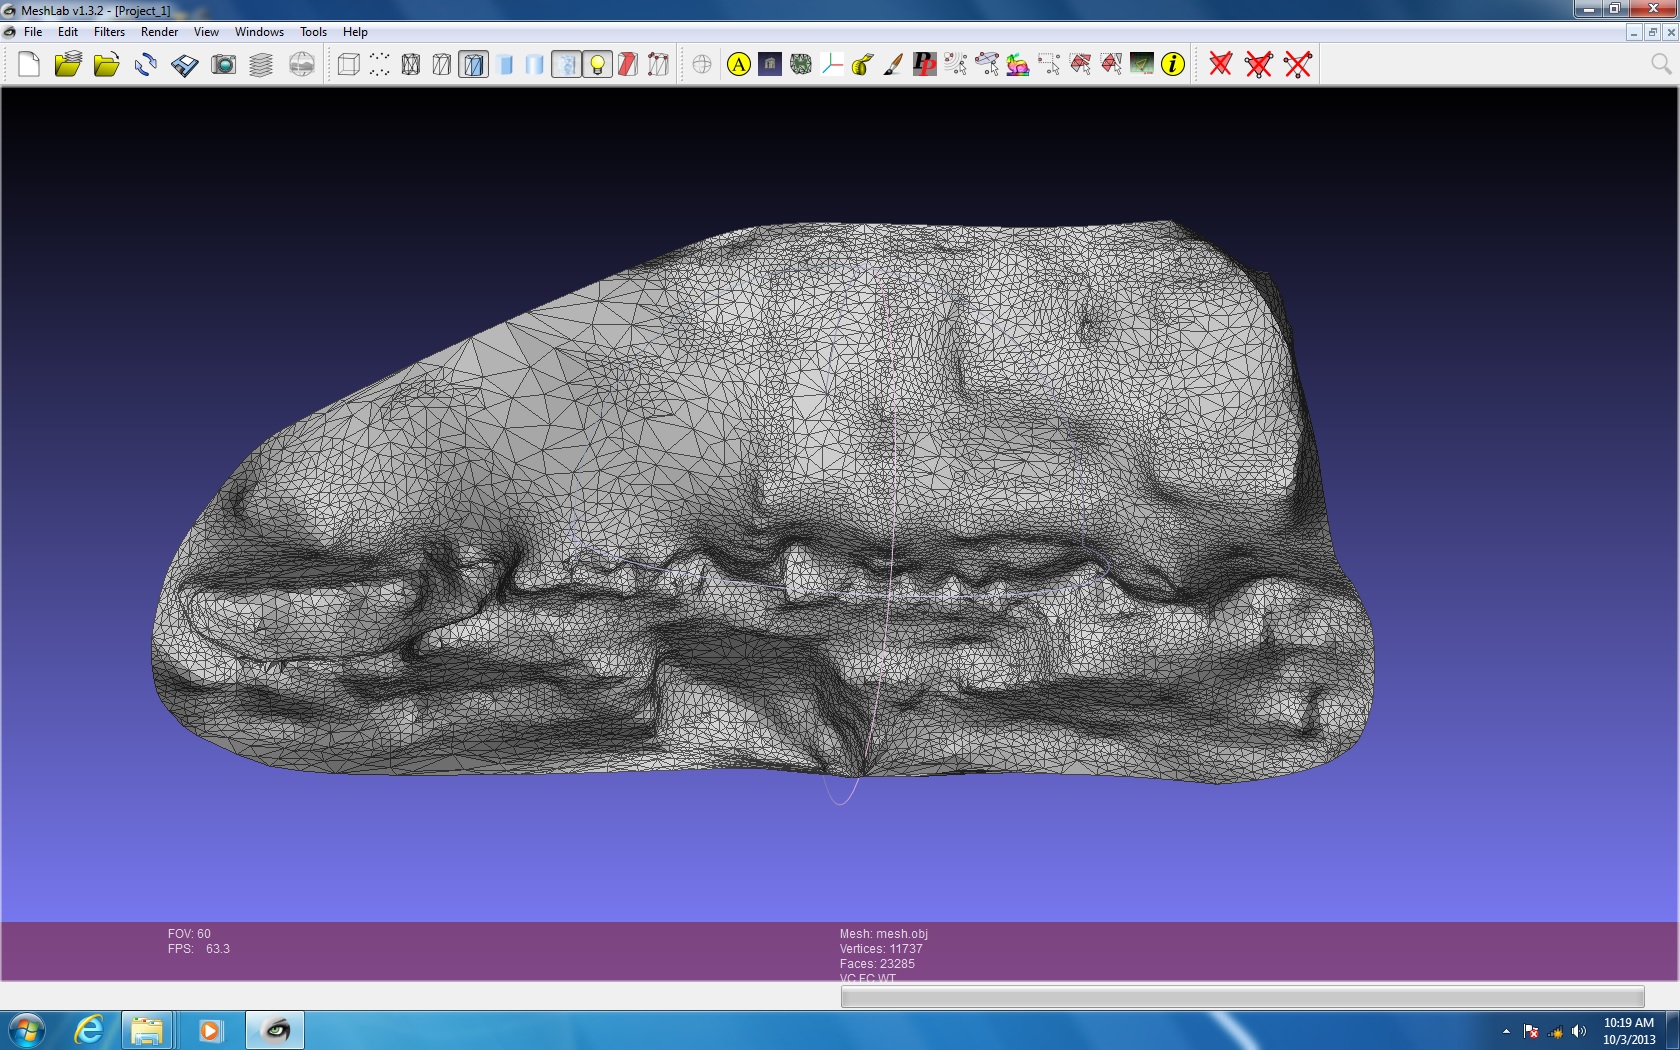 MeshLab v1.3.2 - [Project_1]
File Edit Filters Render View Windows Tools Help
A
PP
i
FOV: 60
FPS: 63.3
Mesh: mesh.obj
Vertices: 11737
Faces: 23285
VC FC WT
10:19 AM
10/3/2013